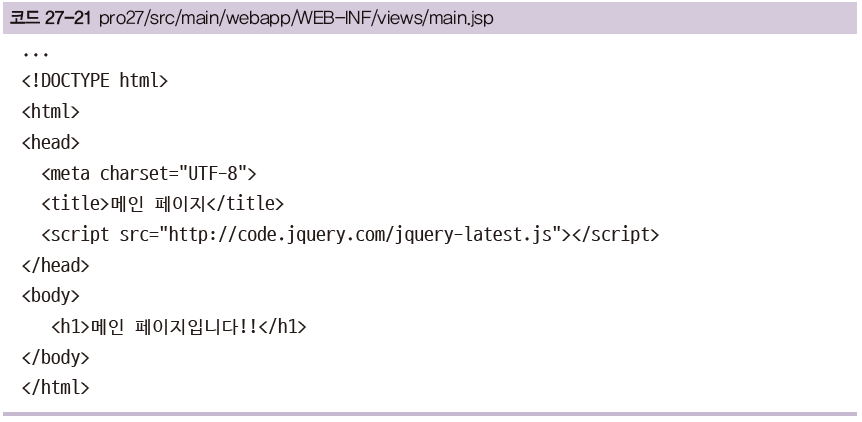 코드 27-21 pro27/src/main/webapp/WEB-INF/views/main.jsp
...
<!DOCTYPE html>
<html>
<head>
  <meta charset="UTF-8">
  <title>메인 페이지</title>
  <script src="http://code.jquery.com/jquery-latest.js"></script>
</head>
<body>
   <h1>메인 페이지입니다!!</h1>
</body>
</html>